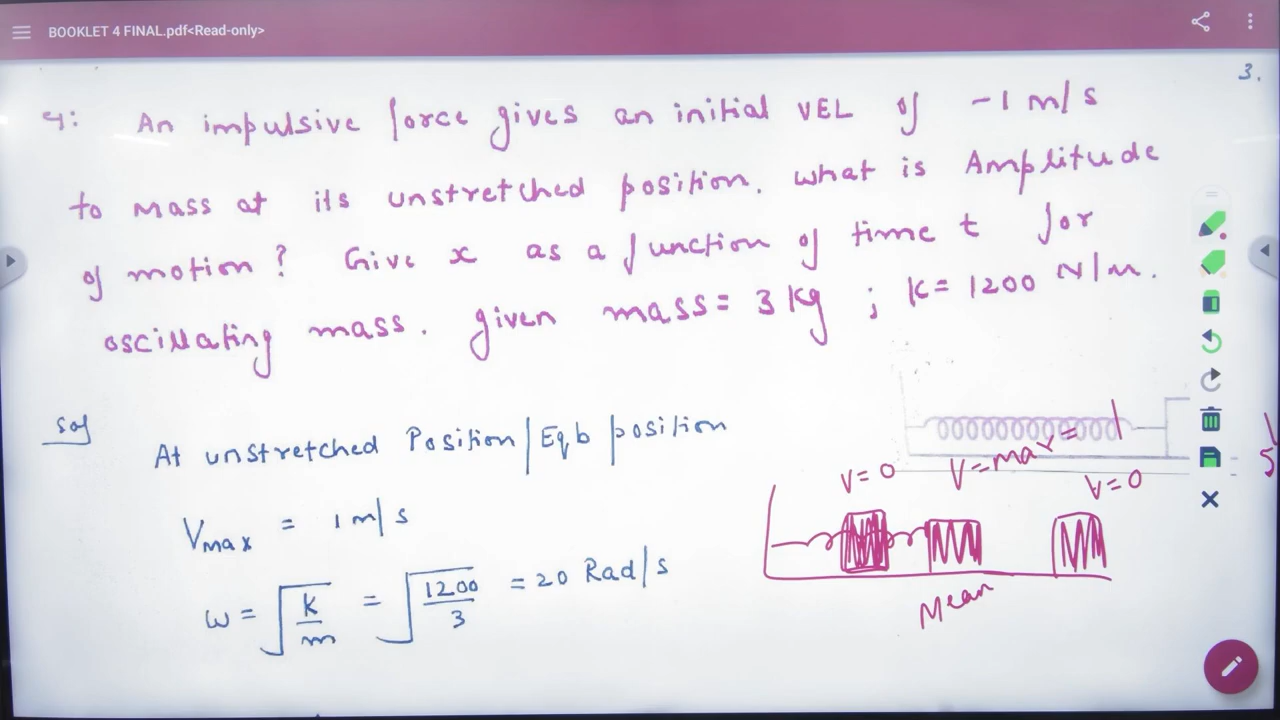 BOOKLET 4 FINAL.pdf<Read-only>
3.
4: An impulsive force gives an initial VEL of -1 m/s
to mass at its unstretched position. what is Amplitude
of motion? Give x as a function of time t for
oscillating mass. given mass = 3 kg ; K = 1200 N/m.
Sol
At unstretched Position/Eqb position
V=0 V=max= 1
V=0
Vmax = 1 m/s
ω = √k/m = √1200/3 = 20 Rad/s
Mean